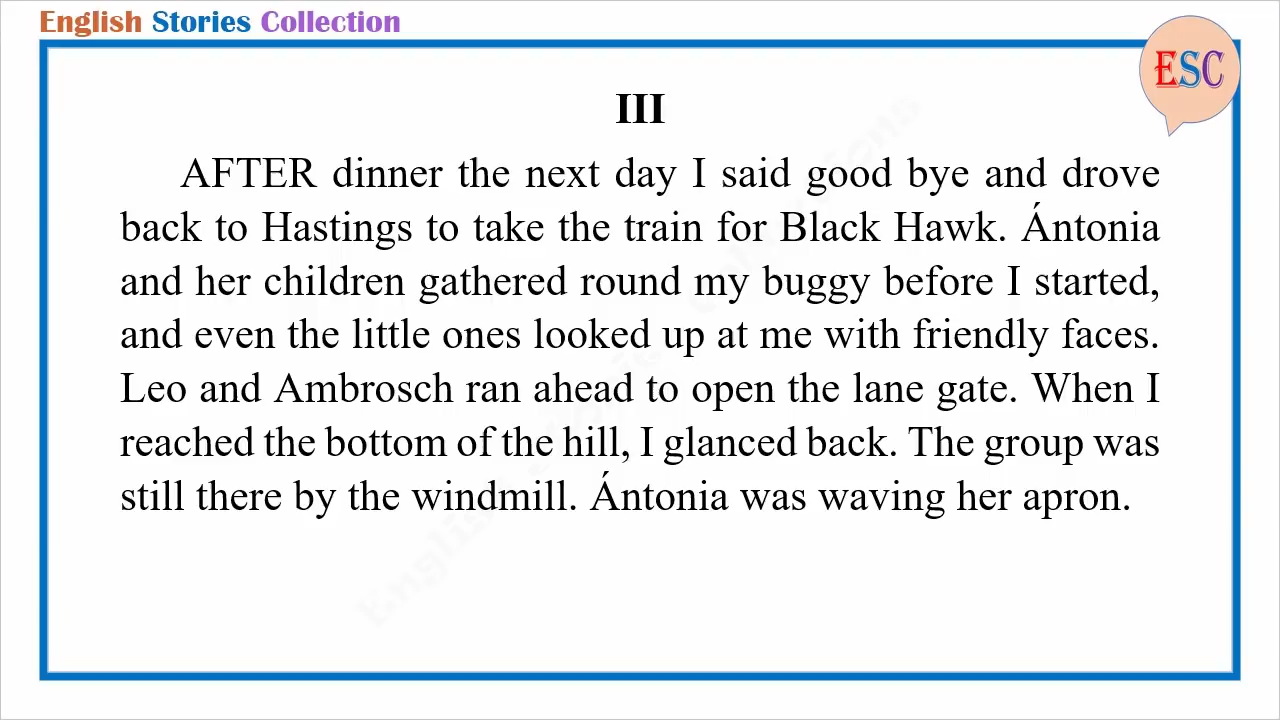 English Stories Collection
ESC
III
AFTER dinner the next day I said good bye and drove
back to Hastings to take the train for Black Hawk. Ántonia
and her children gathered round my buggy before I started,
and even the little ones looked up at me with friendly faces.
Leo and Ambrosch ran ahead to open the lane gate. When I
reached the bottom of the hill, I glanced back. The group was
still there by the windmill. Ántonia was waving her apron.